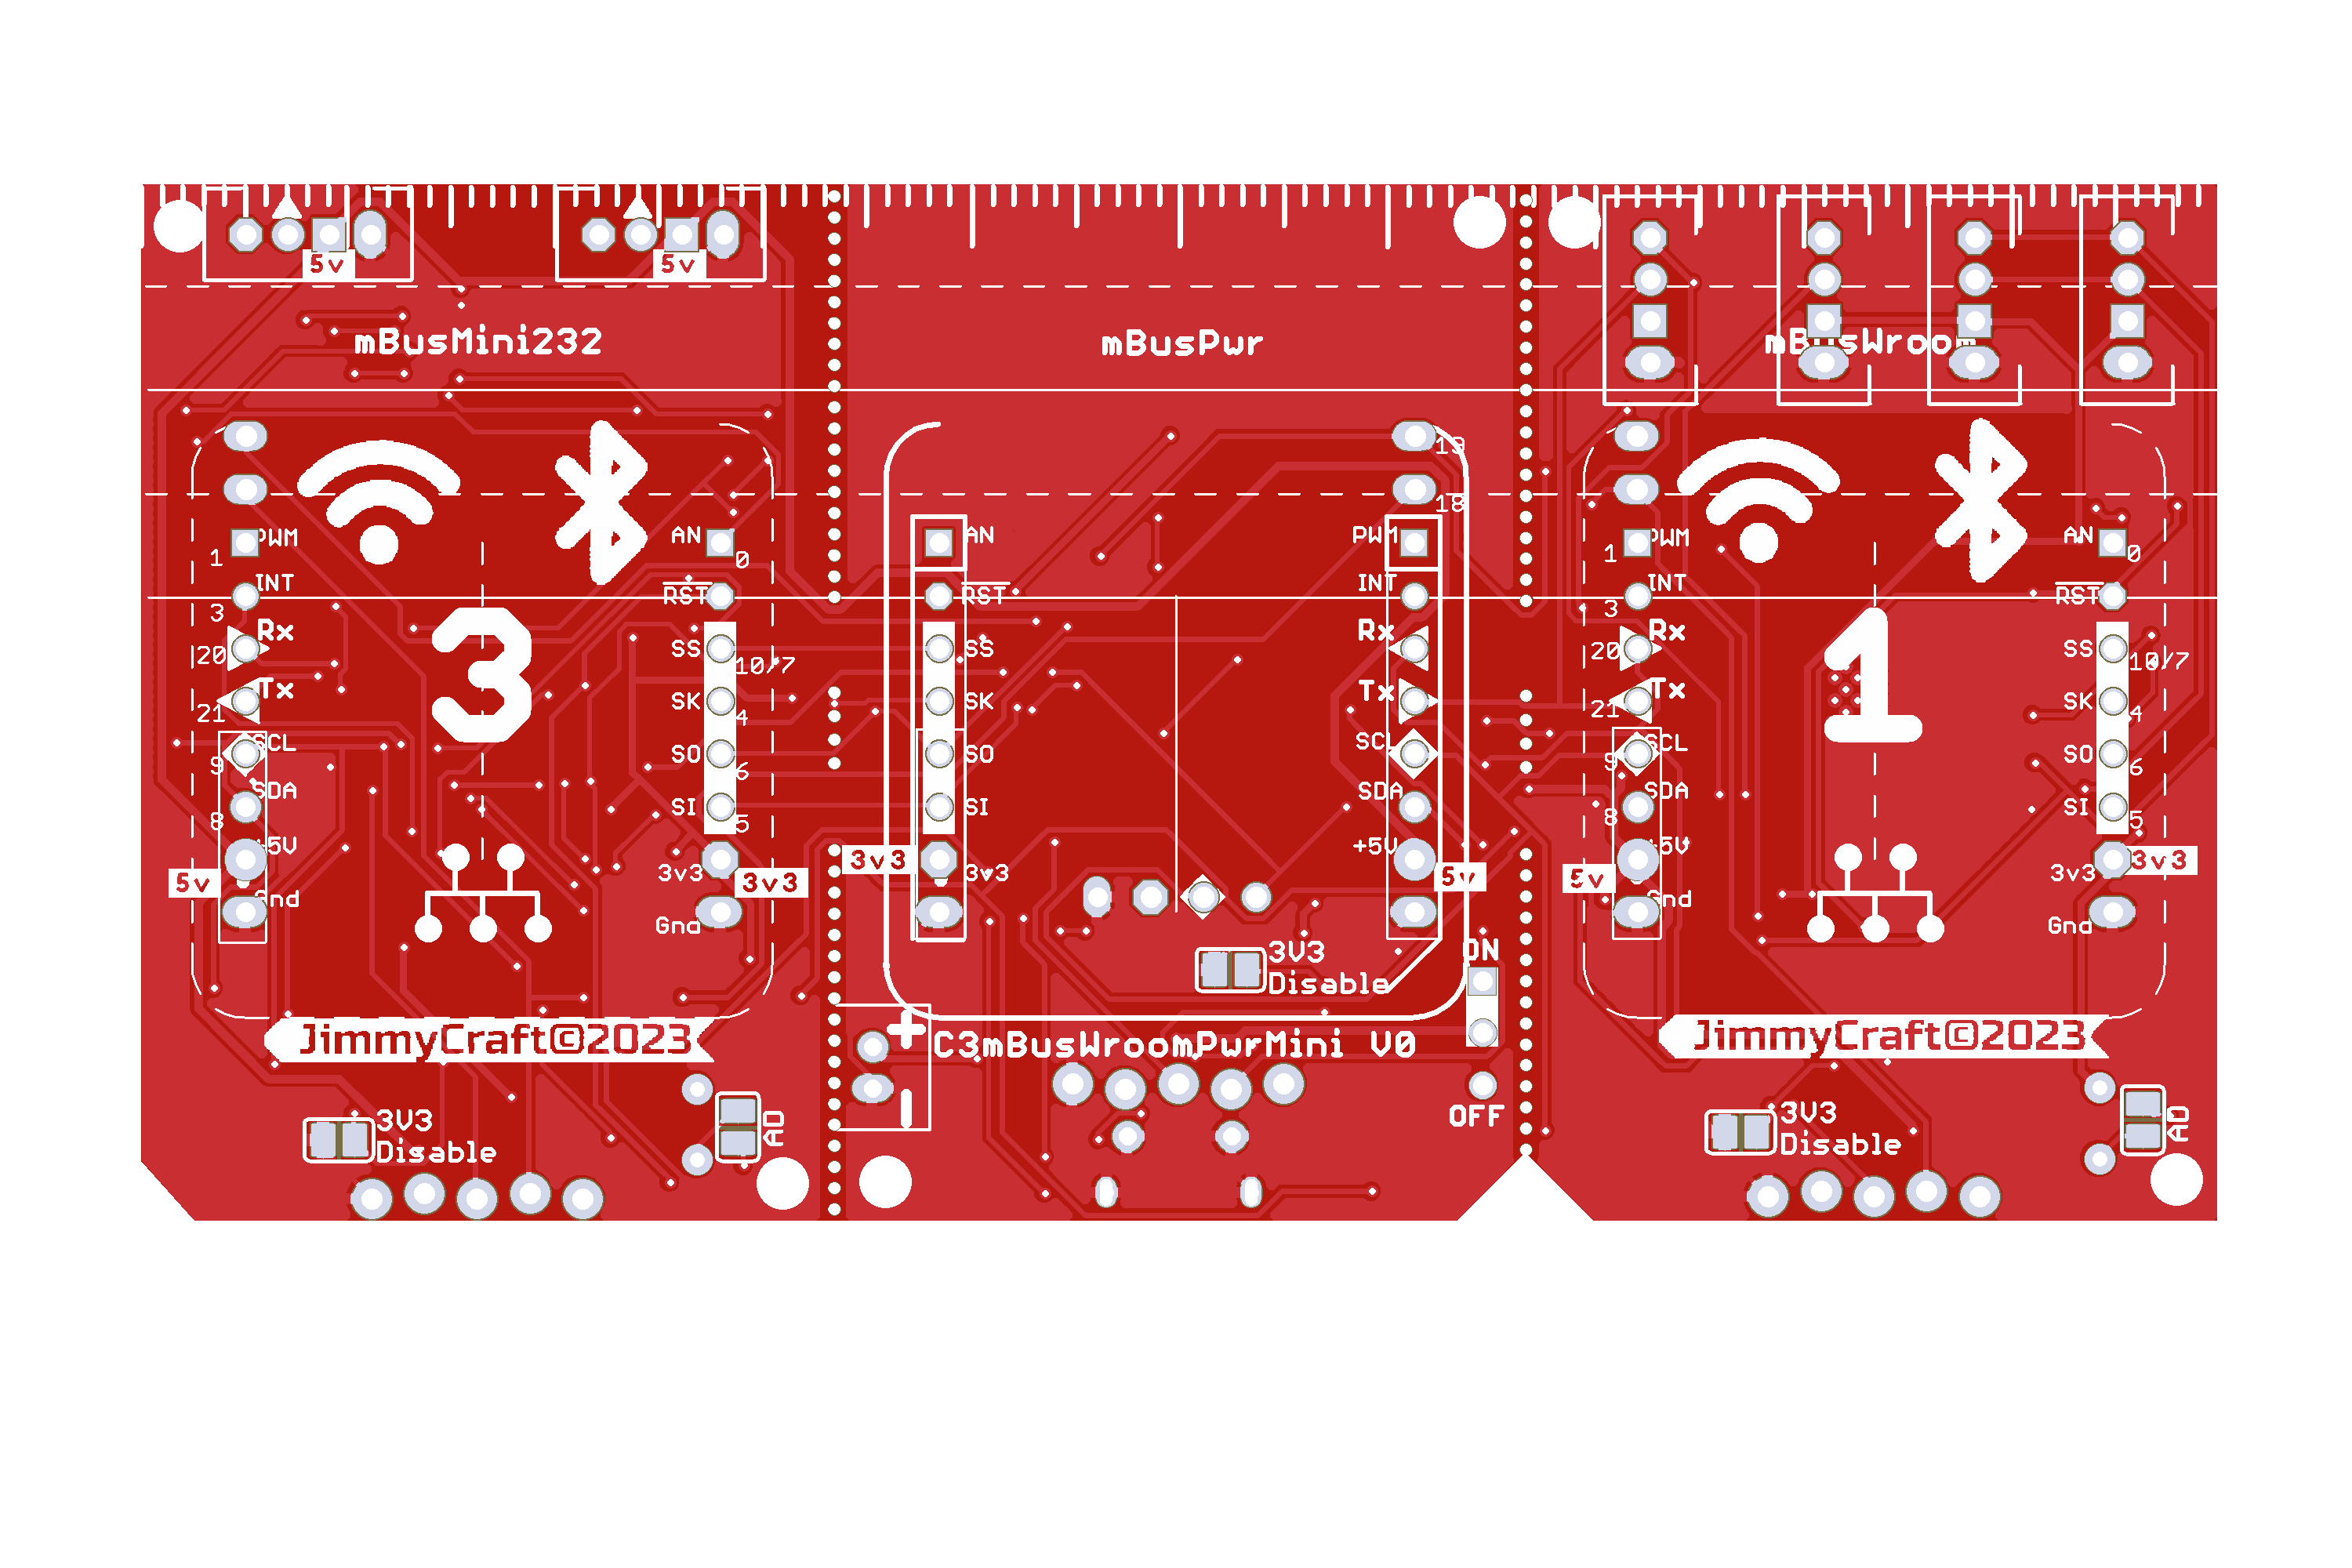 5v
5v
mBusMini232
mBusPwr
mBusWroom
PWM
1
INT
3
Rx
20
Tx
21
SCL
9
SDA
8
+5V
5v
Gnd
3
AN
0
RST
SS
10/7
SK
4
SO
6
SI
5
3v3
3v3
Gnd
JimmyCraft©2023
3V3
Disable
AD
AN
RST
SS
SK
SO
SI
3v3
3v3
19
18
PWM
INT
Rx
Tx
SCL
SDA
+5V
5v
3V3
Disable
ON
OFF
+
-
C3mBusWroomPwrMini V0
PWM
1
INT
3
Rx
20
Tx
21
SCL
9
SDA
8
+5V
5v
Gnd
1
AN
0
RST
SS
10/7
SK
4
SO
6
SI
5
3v3
3v3
Gnd
JimmyCraft©2023
3V3
Disable
AD